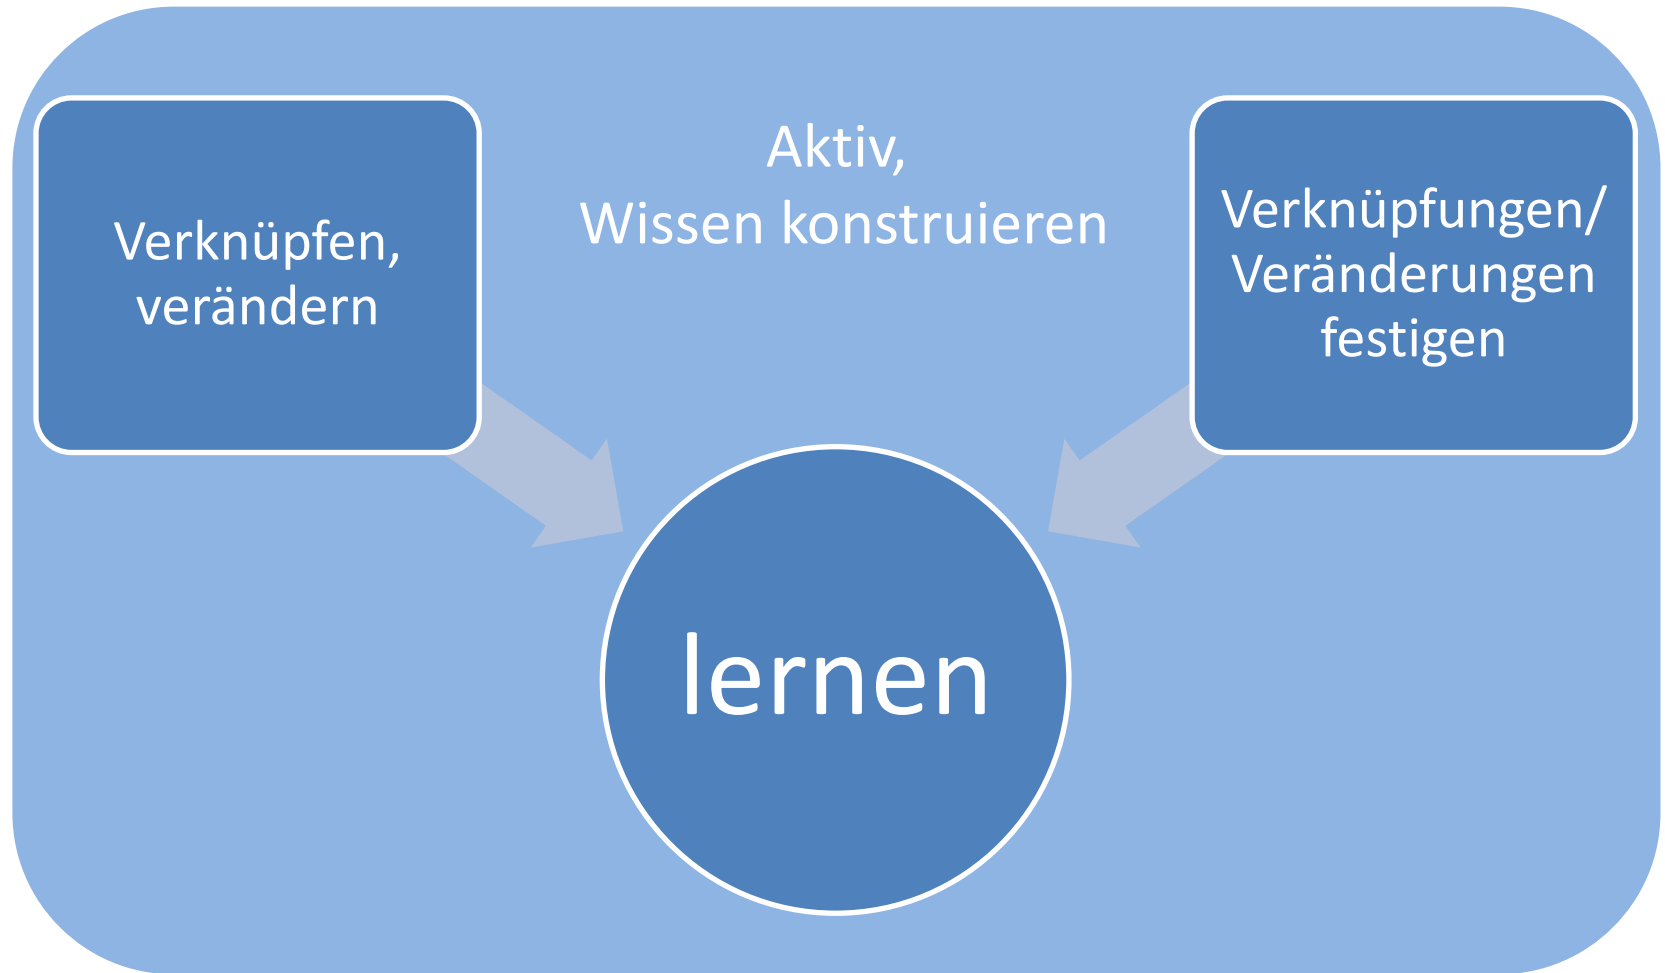 Aktiv,
Wissen konstruieren
Verknüpfen,
verändern
Verknüpfungen/
Veränderungen
festigen
lernen